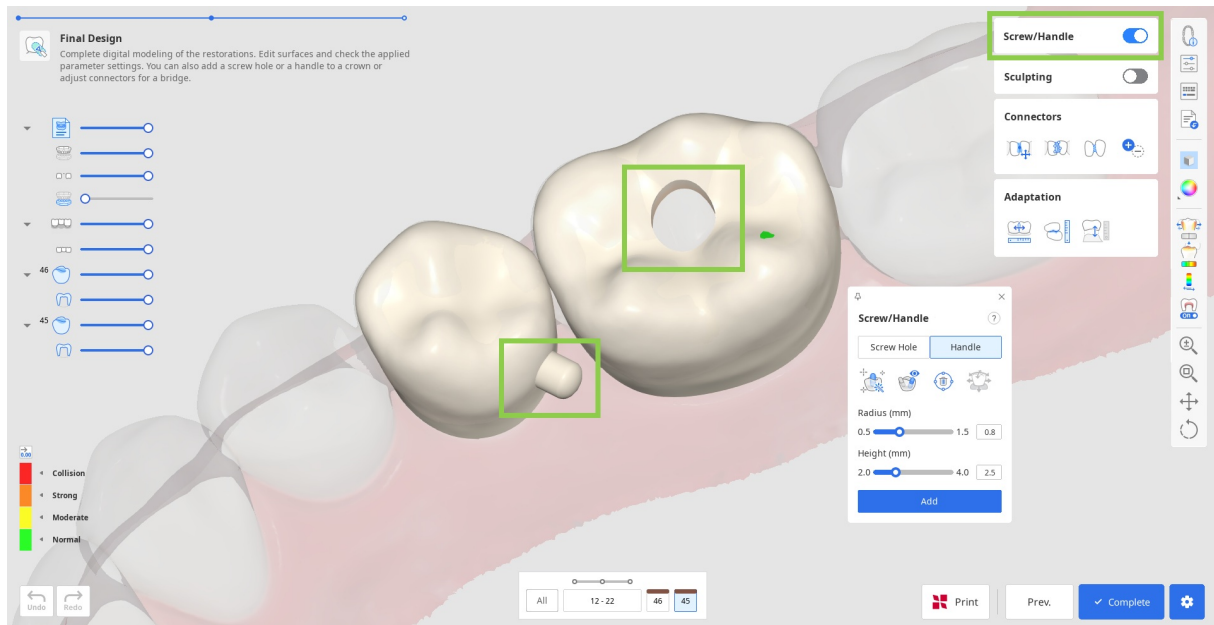 Final Design
Complete digital modeling of the restorations. Edit surfaces and check the applied
parameter settings. You can also add a screw hole or a handle to a crown or
adjust connectors for a bridge.
46
45
0.00
Collision
Strong
Moderate
Normal
Undo
Redo
All
12 - 22
46
45
Screw/Handle
Sculpting
Connectors
Adaptation
Screw/Handle
?
Screw Hole
Handle
Radius (mm)
0.5
1.5
0.8
Height (mm)
2.0
4.0
2.5
Add
Print
Prev.
Complete
On